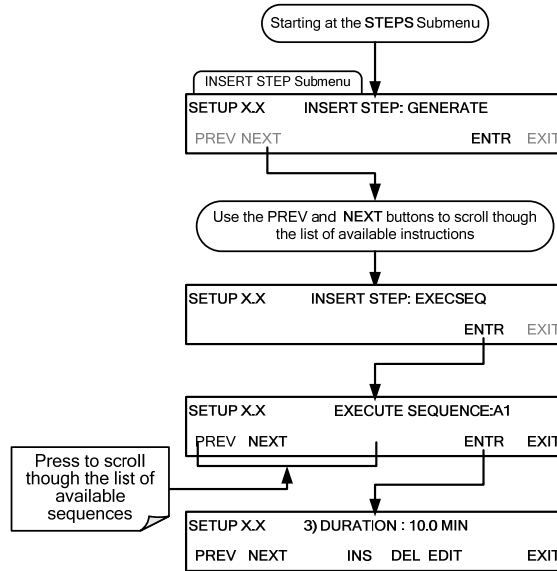 Starting at the STEPS Submenu
INSERT STEP Submenu
SETUP X.X INSERT STEP: GENERATE
PREV NEXT ENTR EXIT
Use the PREV and NEXT buttons to scroll though
the list of available instructions
SETUP X.X INSERT STEP: EXECSEQ
ENTR EXIT
SETUP X.X EXECUTE SEQUENCE:A1
PREV NEXT ENTR EXIT
Press to scroll
though the list of
available
sequences
SETUP X.X 3) DURATION : 10.0 MIN
PREV NEXT INS DEL EDIT EXIT